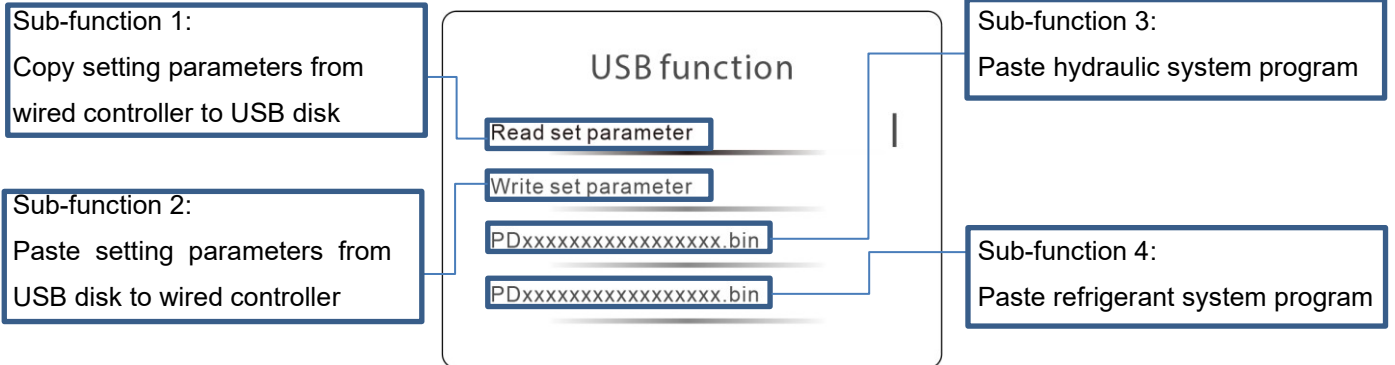 Sub-function 1:
Copy setting parameters from
wired controller to USB disk
Sub-function 2:
Paste setting parameters from
USB disk to wired controller
USB function
Read set parameter
Write set parameter
PDxxxxxxxxxxxxxxxxx.bin
PDxxxxxxxxxxxxxxxxx.bin
Sub-function 3:
Paste hydraulic system program
Sub-function 4:
Paste refrigerant system program